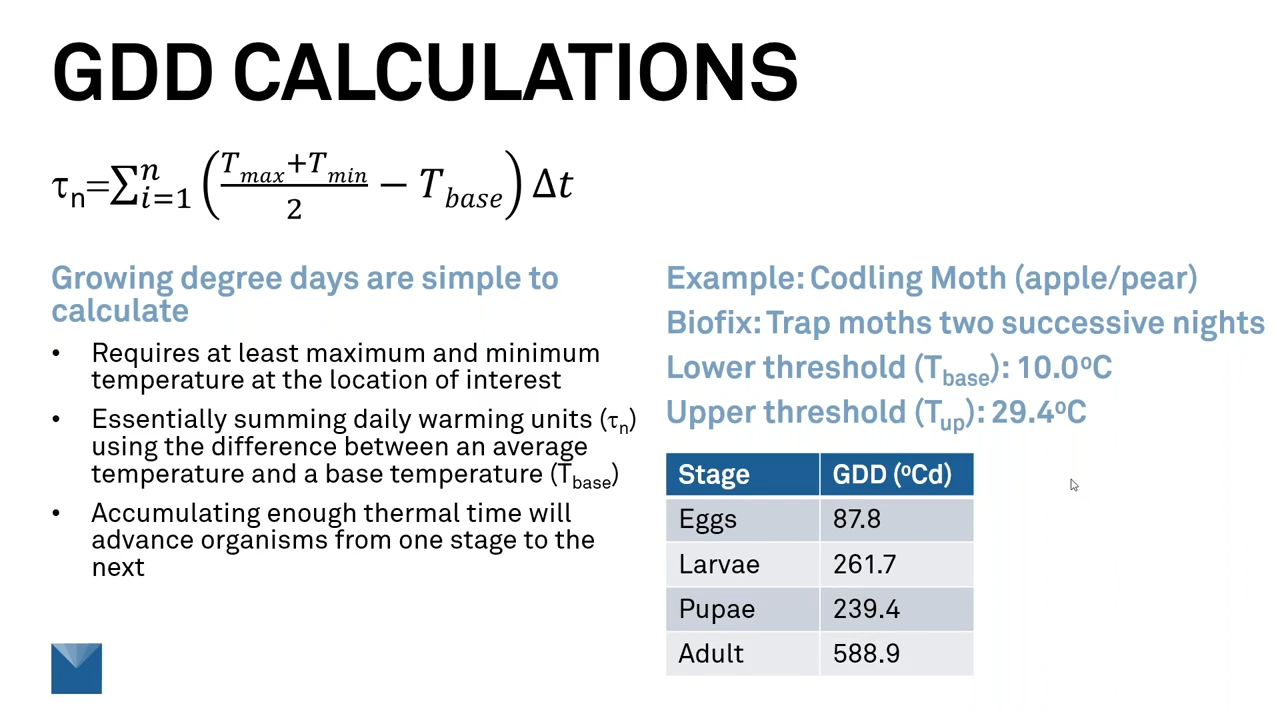 GDD CALCULATIONS
τₙ=∑ⁿᵢ₌₁ ((Tmax+Tmin)/2 − Tbase) Δt
Growing degree days are simple to
calculate
• Requires at least maximum and minimum
temperature at the location of interest
• Essentially summing daily warming units (τₙ)
using the difference between an average
temperature and a base temperature (Tbase)
• Accumulating enough thermal time will
advance organisms from one stage to the
next
Example: Codling Moth (apple/pear)
Biofix: Trap moths two successive nights
Lower threshold (Tbase): 10.0ºC
Upper threshold (Tup): 29.4ºC
Stage GDD (ºCd)
Eggs 87.8
Larvae 261.7
Pupae 239.4
Adult 588.9